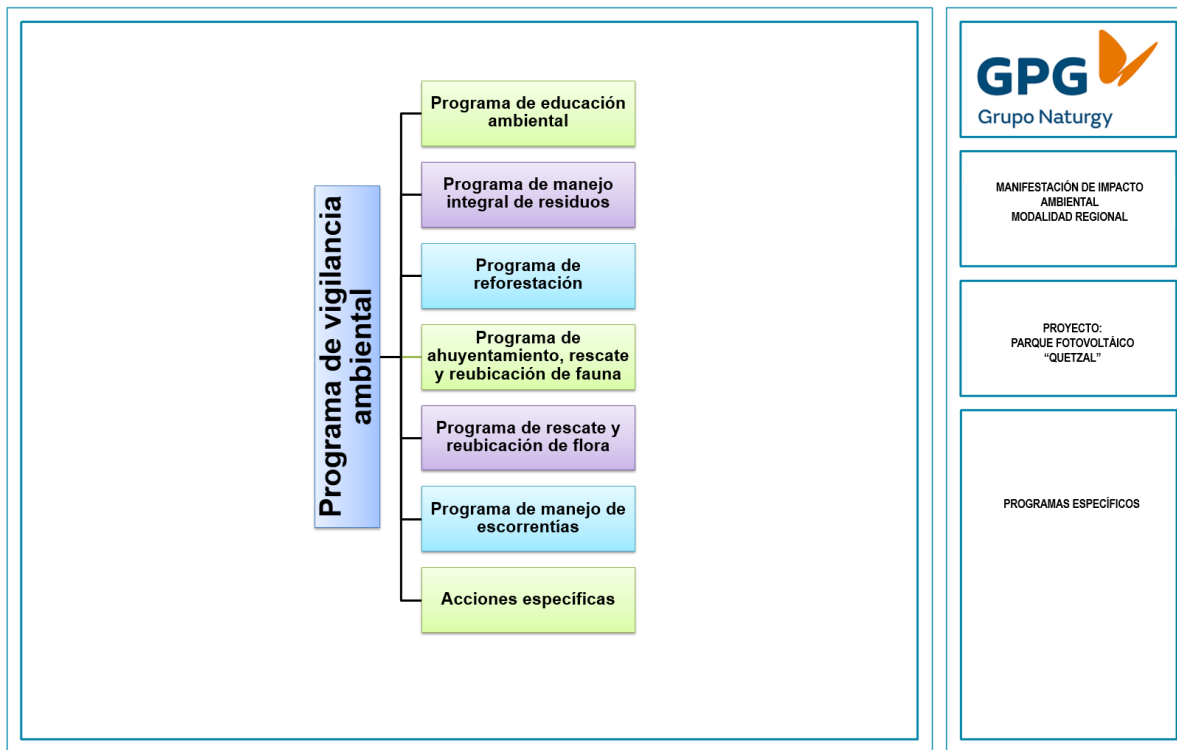 Programa de vigilancia
ambiental
Programa de educación
ambiental
Programa de manejo
integral de residuos
Programa de
reforestación
Programa de
ahuyentamiento, rescate
y reubicación de fauna
Programa de rescate y
reubicación de flora
Programa de manejo de
escorrentías
Acciones específicas
GPG
Grupo Naturgy
MANIFESTACIÓN DE IMPACTO
AMBIENTAL
MODALIDAD REGIONAL
PROYECTO:
PARQUE FOTOVOLTÁICO
“QUETZAL”
PROGRAMAS ESPECÍFICOS